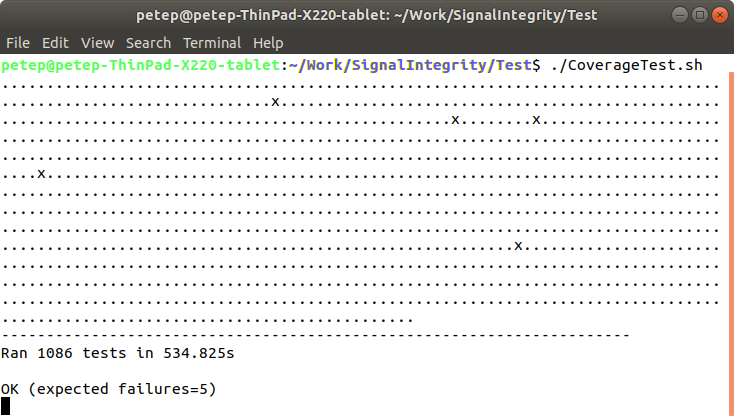 petep@petep-ThinPad-X220-tablet: ~/Work/SignalIntegrity/Test
File Edit View Search Terminal Help
petep@petep-ThinPad-X220-tablet:~/Work/SignalIntegrity/Test$ ./CoverageTest.sh
................................................................................
..............................x.................................................
..................................................x........x....................
................................................................................
................................................................................
....x...........................................................................
................................................................................
................................................................................
................................................................................
.........................................................x......................
................................................................................
................................................................................
................................................................................
..............................................
----------------------------------------------------------------------
Ran 1086 tests in 534.825s
OK (expected failures=5)